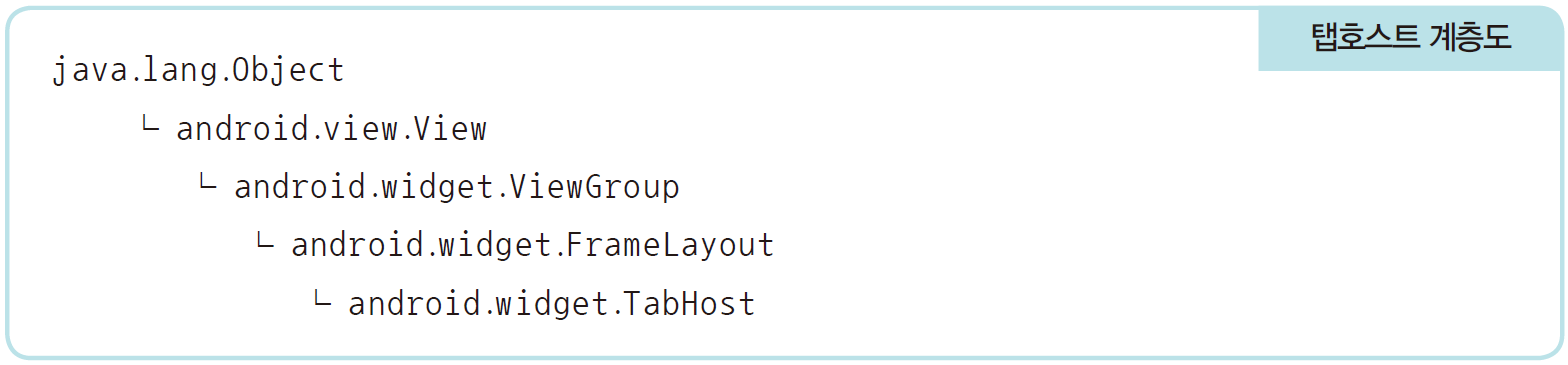 탭호스트 계층도
java.lang.Object
└ android.view.View
└ android.widget.ViewGroup
└ android.widget.FrameLayout
└ android.widget.TabHost